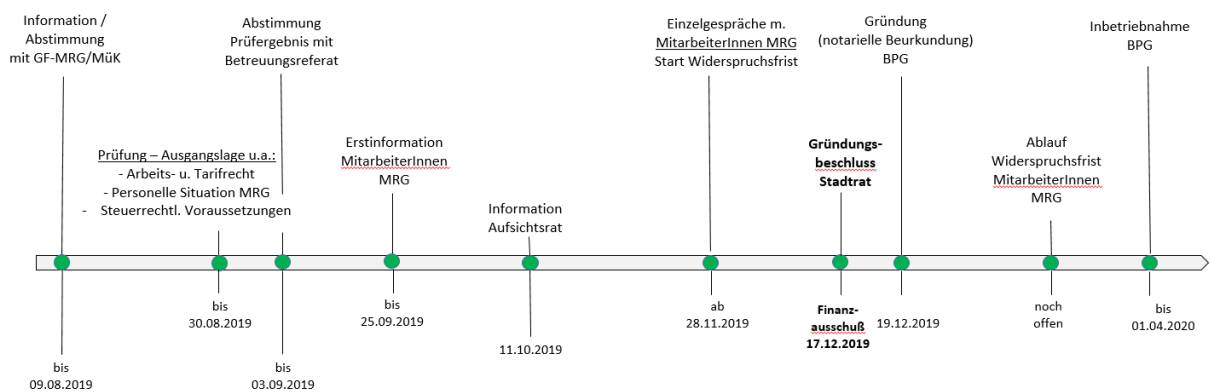 Information /
Abstimmung
mit GF-MRG/MüK
Abstimmung
Prüfergebnis mit
Betreuungsreferat
Einzelgespräche m.
MitarbeiterInnen MRG
Start Widerspruchsfrist
Gründung
(notarielle Beurkundung)
BPG
Inbetriebnahme
BPG
Prüfung – Ausgangslage u.a.:
- Arbeits- u. Tarifrecht
- Personelle Situation MRG
- Steuerrechtl. Voraussetzungen
Erstinformation
MitarbeiterInnen
MRG
Information
Aufsichtsrat
Gründungs-
beschluss
Stadtrat
Ablauf
Widerspruchsfrist
MitarbeiterInnen
MRG
bis
09.08.2019
bis
30.08.2019
bis
03.09.2019
bis
25.09.2019
11.10.2019
ab
28.11.2019
Finanz-
ausschuß
17.12.2019
19.12.2019
noch
offen
bis
01.04.2020